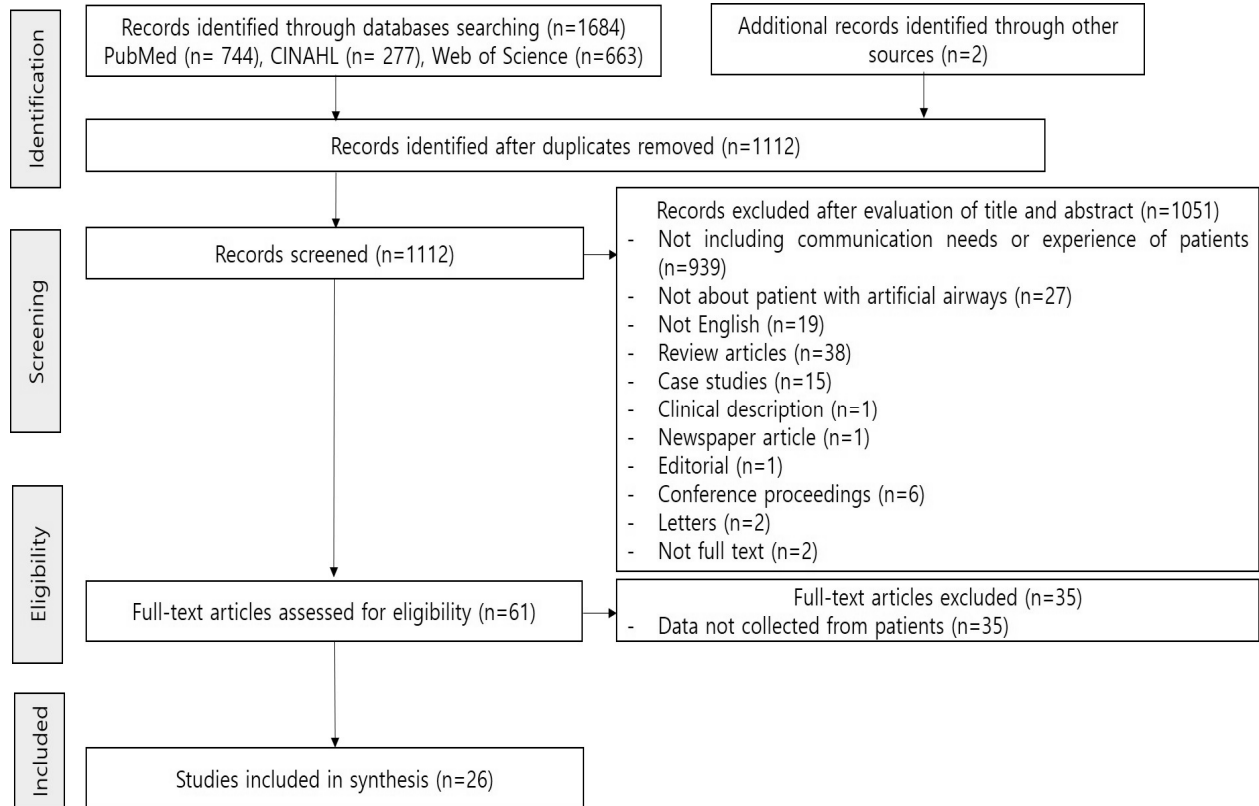 Identification
Records identified through databases searching (n=1684)
PubMed (n= 744), CINAHL (n= 277), Web of Science (n=663)
Additional records identified through other
sources (n=2)
Records identified after duplicates removed (n=1112)
Screening
Records screened (n=1112)
Records excluded after evaluation of title and abstract (n=1051)
- Not including communication needs or experience of patients
(n=939)
- Not about patient with artificial airways (n=27)
- Not English (n=19)
- Review articles (n=38)
- Case studies (n=15)
- Clinical description (n=1)
- Newspaper article (n=1)
- Editorial (n=1)
- Conference proceedings (n=6)
- Letters (n=2)
- Not full text (n=2)
Eligibility
Full-text articles assessed for eligibility (n=61)
Full-text articles excluded (n=35)
- Data not collected from patients (n=35)
Included
Studies included in synthesis (n=26)